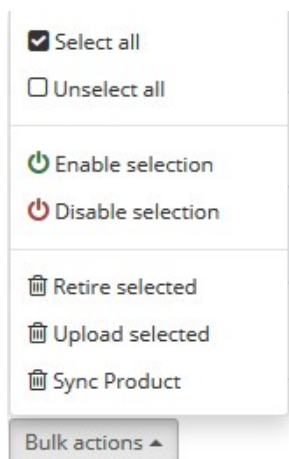 Select all
Unselect all
Enable selection
Disable selection
Retire selected
Upload selected
Sync Product
Bulk actions